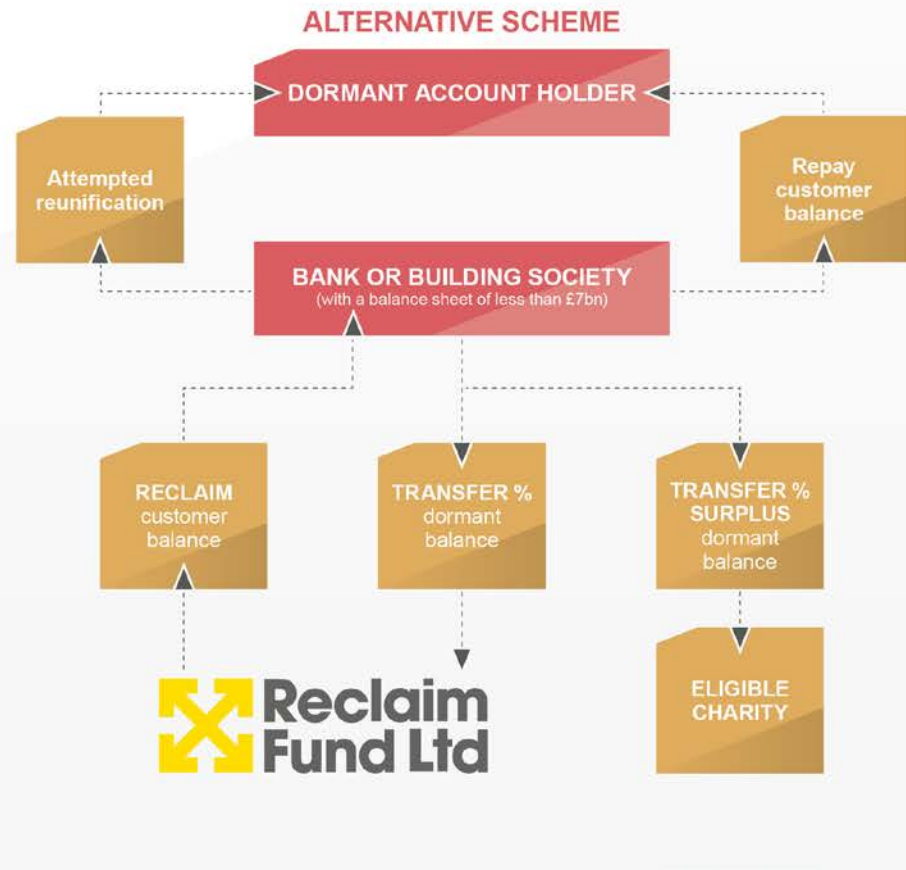 ALTERNATIVE SCHEME
DORMANT ACCOUNT HOLDER
Attempted
reunification
Repay
customer
balance
BANK OR BUILDING SOCIETY
(with a balance sheet of less than £7bn)
RECLAIM
customer
balance
TRANSFER %
dormant
balance
TRANSFER %
SURPLUS
dormant
balance
Reclaim
Fund Ltd
ELIGIBLE
CHARITY